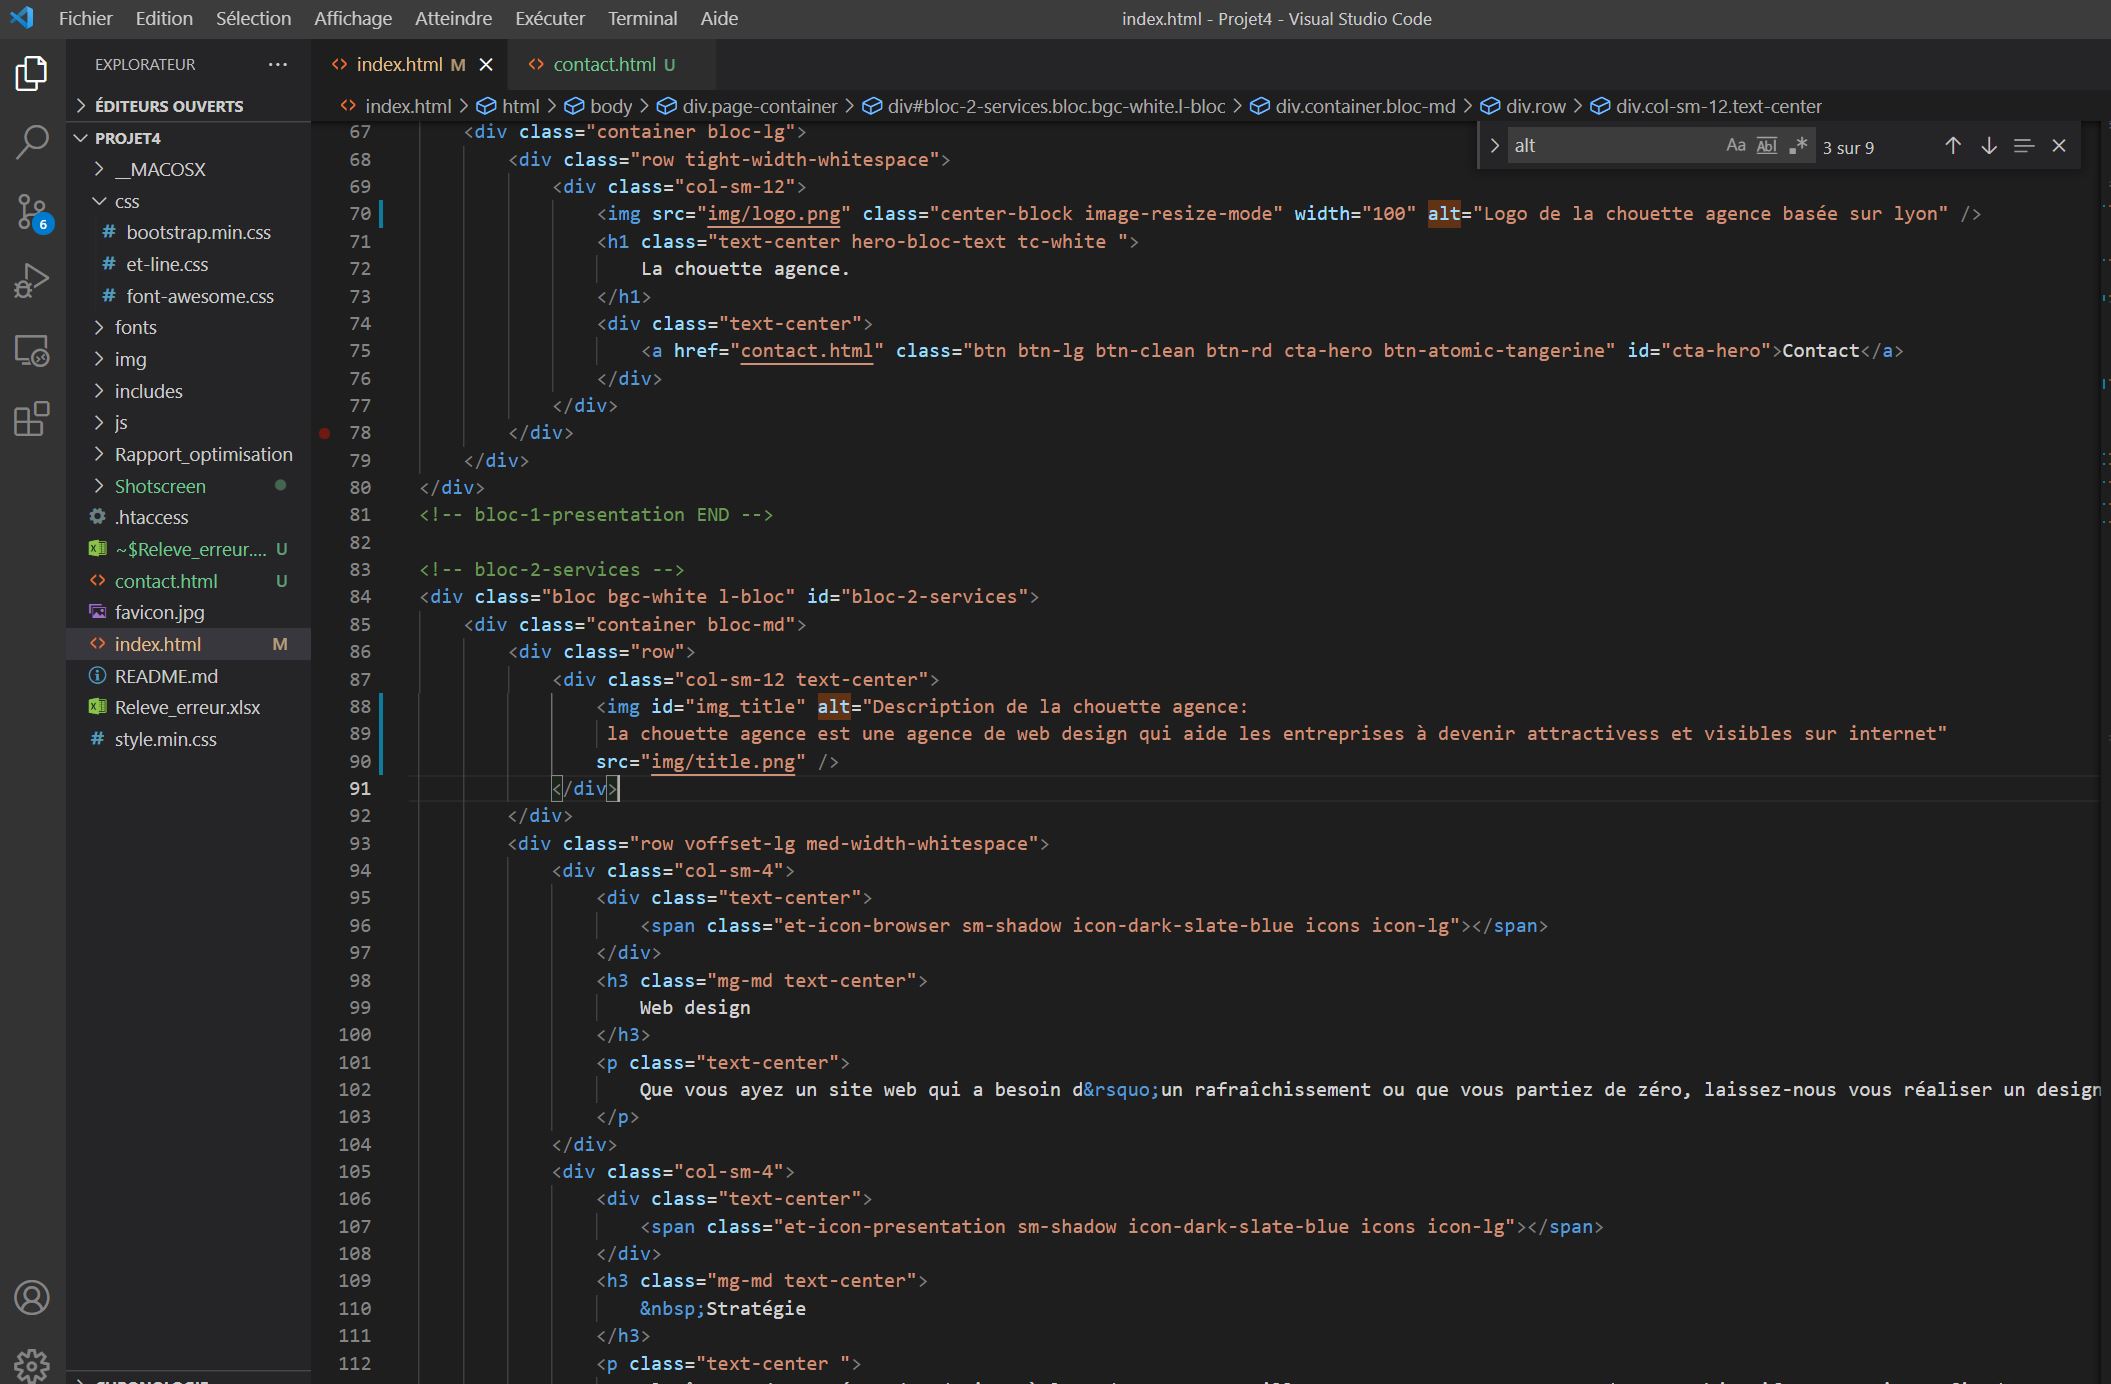 Fichier Edition Sélection Affichage Atteindre Exécuter Terminal Aide
index.html - Projet4 - Visual Studio Code
EXPLORATEUR ···
ÉDITEURS OUVERTS
PROJET4
__MACOSX
css
# bootstrap.min.css
# et-line.css
# font-awesome.css
fonts
img
includes
js
Rapport_optimisation
Shotscreen
.htaccess
~$Releve_erreur.... U
contact.html U
favicon.jpg
index.html M
README.md
Releve_erreur.xlsx
# style.min.css
6
index.html M
contact.html U
index.html > html > body > div.page-container > div#bloc-2-services.bloc.bgc-white.l-bloc > div.container.bloc-md > div.row > div.col-sm-12.text-center
alt Aa Abl .* 3 sur 9
67 <div class="container bloc-lg">
68 <div class="row tight-width-whitespace">
69 <div class="col-sm-12">
70 <img src="img/logo.png" class="center-block image-resize-mode" width="100" alt="Logo de la chouette agence basée sur lyon" />
71 <h1 class="text-center hero-bloc-text tc-white ">
72 La chouette agence.
73 </h1>
74 <div class="text-center">
75 <a href="contact.html" class="btn btn-lg btn-clean btn-rd cta-hero btn-atomic-tangerine" id="cta-hero">Contact</a>
76 </div>
77 </div>
78 </div>
79 </div>
80 </div>
81 <!-- bloc-1-presentation END -->
82
83 <!-- bloc-2-services -->
84 <div class="bloc bgc-white l-bloc" id="bloc-2-services">
85 <div class="container bloc-md">
86 <div class="row">
87 <div class="col-sm-12 text-center">
88 <img id="img_title" alt="Description de la chouette agence:
89 la chouette agence est une agence de web design qui aide les entreprises à devenir attractivess et visibles sur internet"
90 src="img/title.png" />
91 </div>
92 </div>
93 <div class="row voffset-lg med-width-whitespace">
94 <div class="col-sm-4">
95 <div class="text-center">
96 <span class="et-icon-browser sm-shadow icon-dark-slate-blue icons icon-lg"></span>
97 </div>
98 <h3 class="mg-md text-center">
99 Web design
100 </h3>
101 <p class="text-center">
102 Que vous ayez un site web qui a besoin d&rsquo;un rafraîchissement ou que vous partiez de zéro, laissez-nous vous réaliser un design
103 </p>
104 </div>
105 <div class="col-sm-4">
106 <div class="text-center">
107 <span class="et-icon-presentation sm-shadow icon-dark-slate-blue icons icon-lg"></span>
108 </div>
109 <h3 class="mg-md text-center">
110 &nbsp;Stratégie
111 </h3>
112 <p class="text-center ">